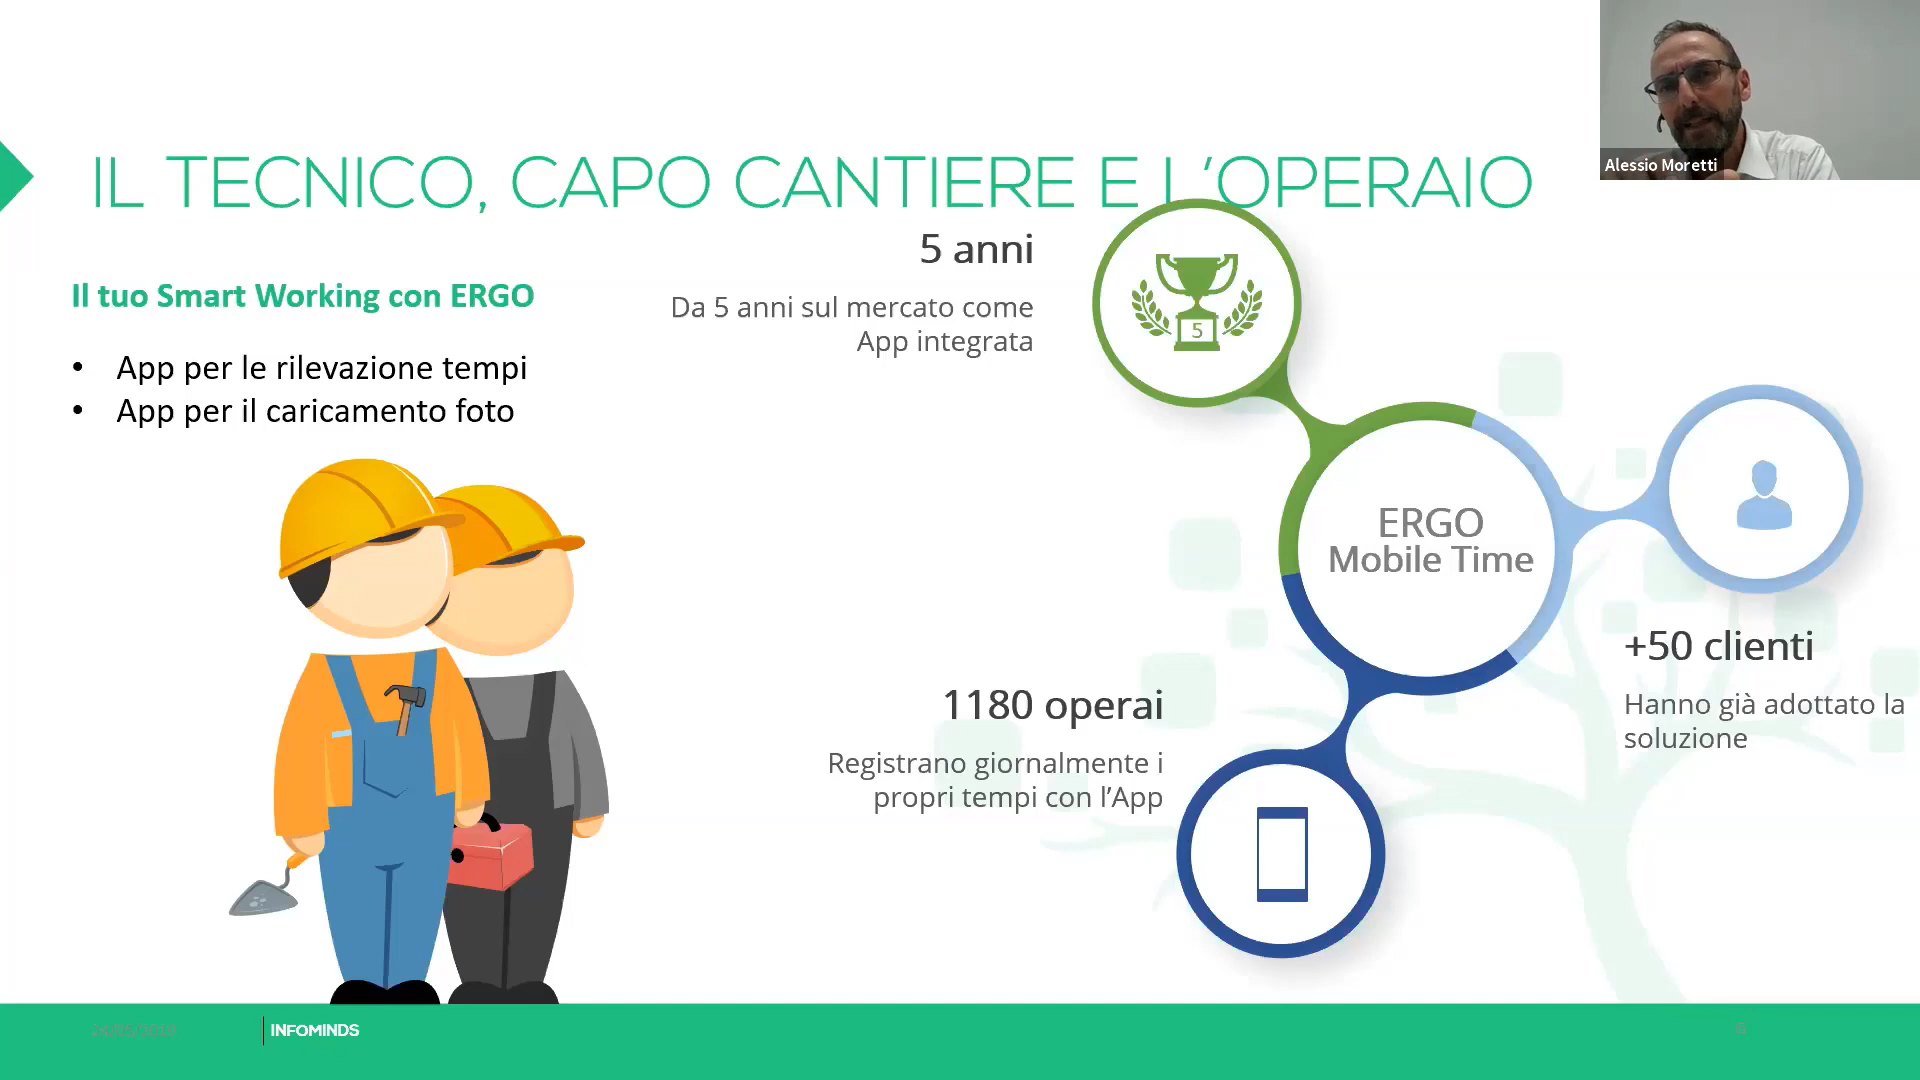 Alessio Moretti
IL TECNICO, CAPO CANTIERE E L'OPERAIO
Il tuo Smart Working con ERGO
• App per le rilevazione tempi
• App per il caricamento foto
5 anni
Da 5 anni sul mercato come
App integrata
5
ERGO
Mobile Time
+50 clienti
Hanno già adottato la
soluzione
1180 operai
Registrano giornalmente i
propri tempi con l’App
INFOMINDS